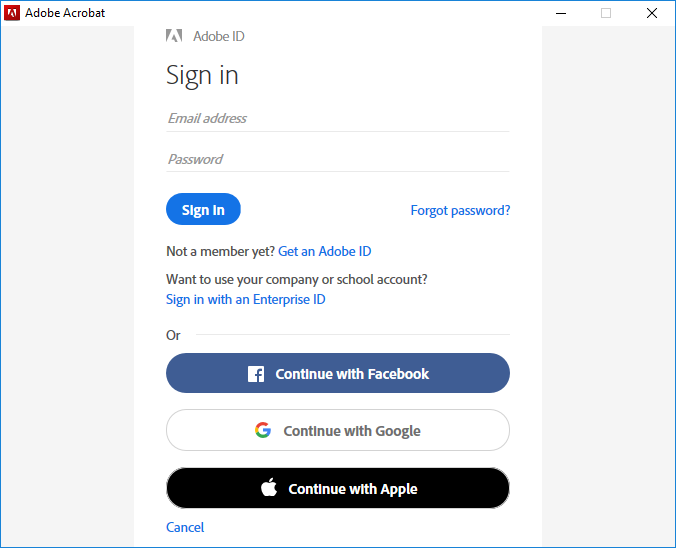 Adobe Acrobat
Adobe ID
Sign in
Email address
Password
Sign in
Forgot password?
Not a member yet? Get an Adobe ID
Want to use your company or school account?
Sign in with an Enterprise ID
Or
Continue with Facebook
Continue with Google
Continue with Apple
Cancel